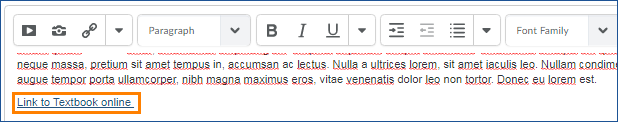 Paragraph B I U Font Family
neque massa, pretium sit amet tempus in, accumsan ac lectus. Nulla a ultrices lorem, sit amet iaculis leo. Nullam condim
augue tempor porta ullamcorper, nibh magna maximus eros, vitae venenatis dolor leo non tortor. Donec eu lorem est.
Link to Textbook online.